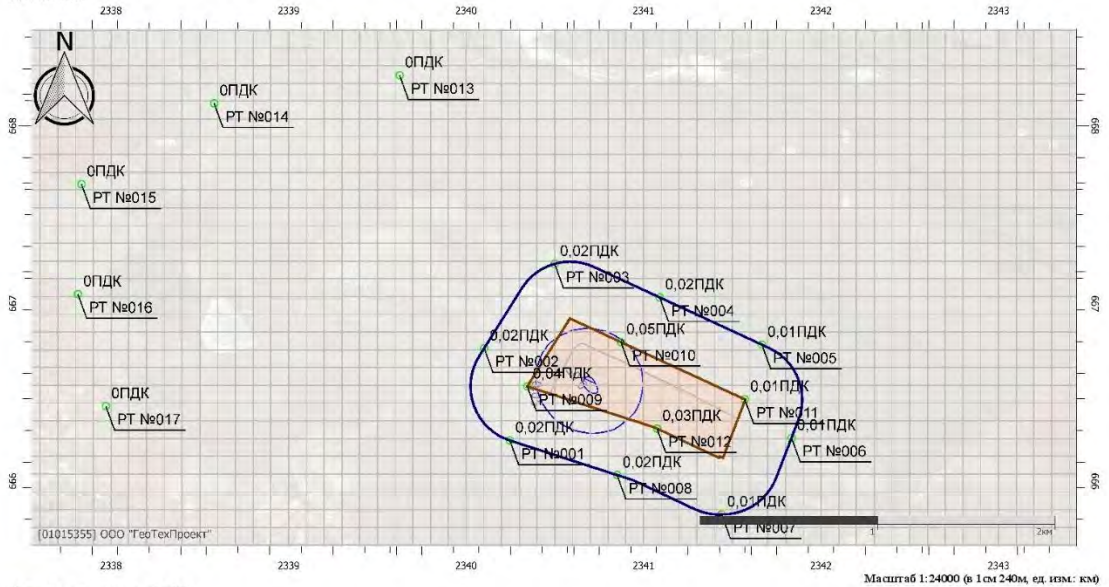 2338 2339 2340 2341 2342 2343
N
0ПДК
РТ №013
0ПДК
РТ №014
668
668
0ПДК
РТ №015
0,02ПДК
РТ №003
0ПДК
РТ №016
0,02ПДК
РТ №004
667
667
0,02ПДК
РТ №002
0,05ПДК
РТ №010
0,01ПДК
РТ №005
0,04ПДК
РТ №009
0,01ПДК
РТ №011
0ПДК
РТ №017
0,03ПДК
РТ №012
0,01ПДК
РТ №006
0,02ПДК
РТ №001
0,02ПДК
РТ №008
666
666
0,01ПДК
РТ №007
[01015355] ООО "ГеоТехПроект"
1 2км
2338 2339 2340 2341 2342 2343
Масштаб 1:24000 (в 1см 240м, ед. изм.: км)